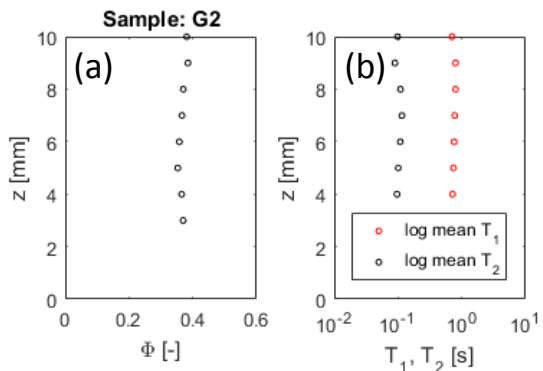 Sample: G2
(a)
z [mm]
10
8
6
4
2
0
0
0.2
0.4
0.6
Φ [-]
(b)
z [mm]
10
8
6
4
2
0
log mean T₁
log mean T₂
10⁻²
10⁻¹
10⁰
10¹
T₁, T₂ [s]